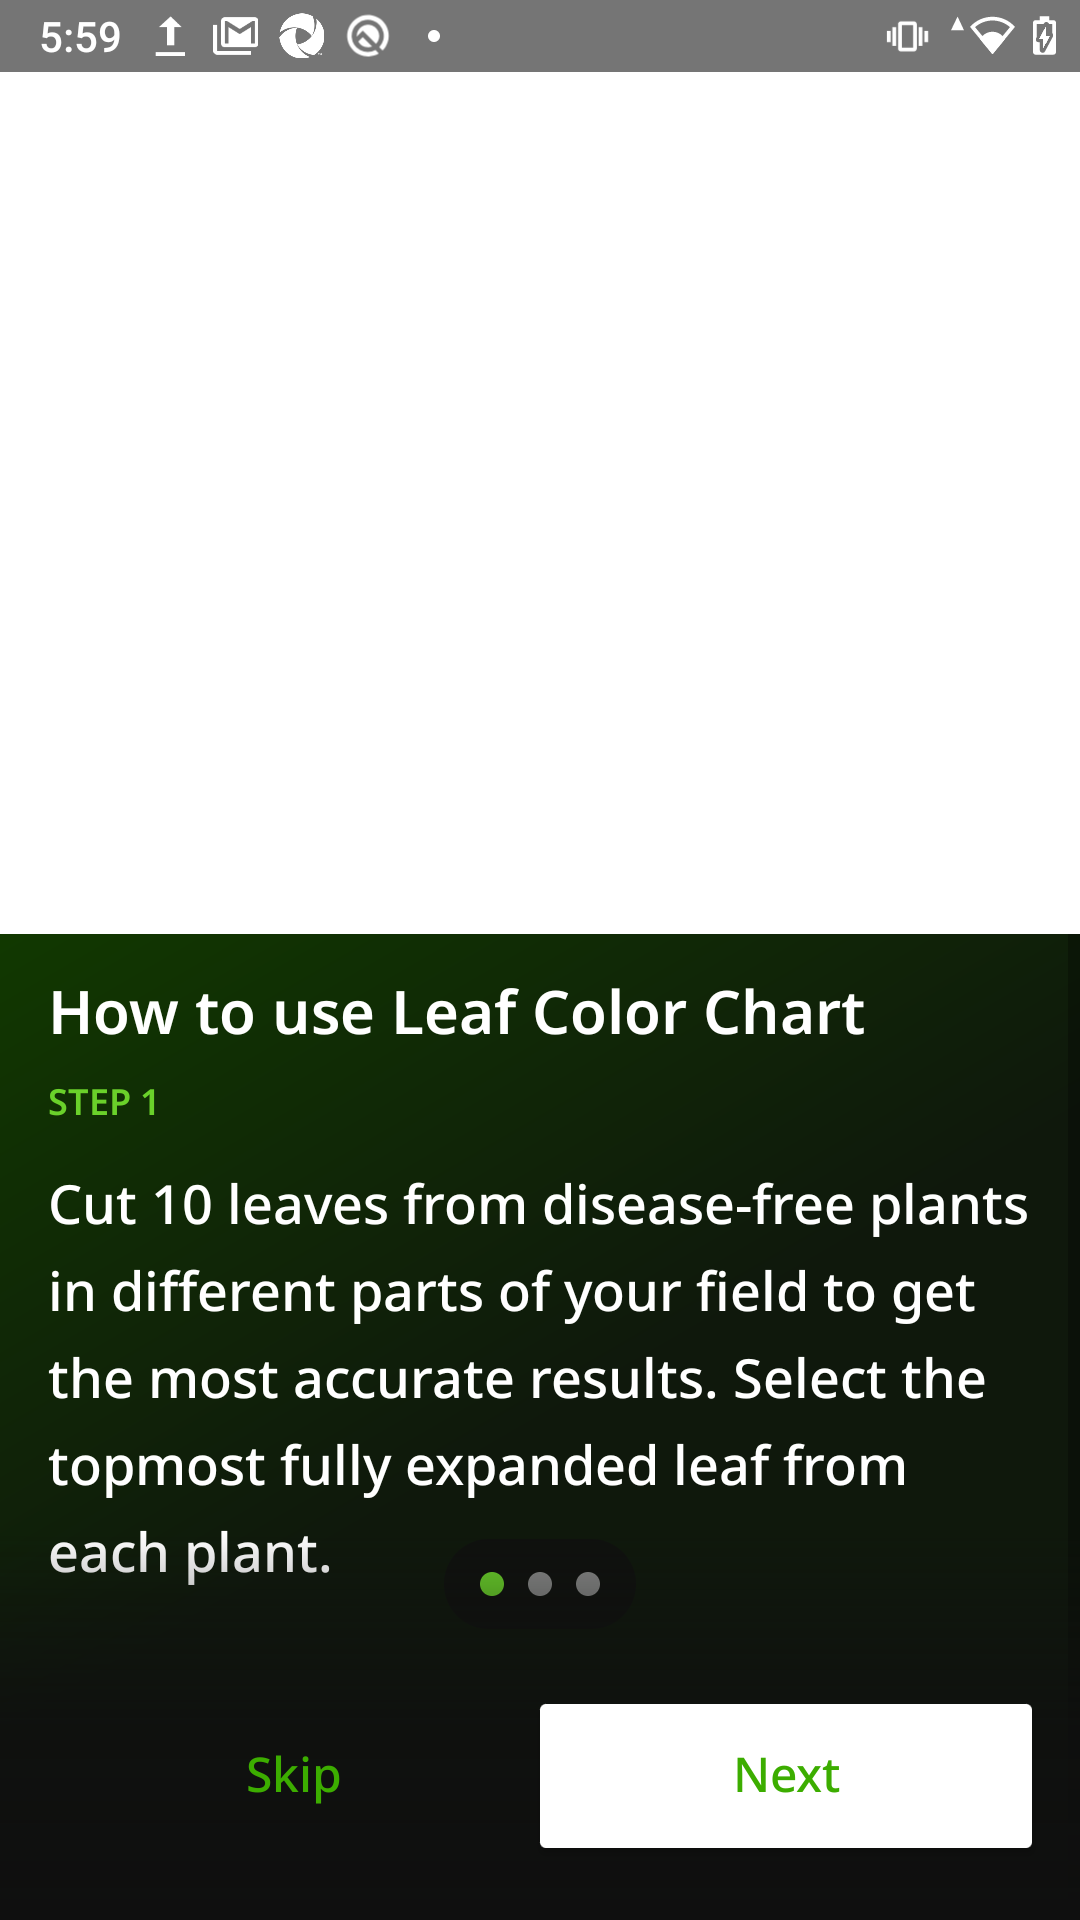 5:59
How to use Leaf Color Chart
STEP 1
Cut 10 leaves from disease-free plants
in different parts of your field to get
the most accurate results. Select the
topmost fully expanded leaf from
each plant.
Skip
Next